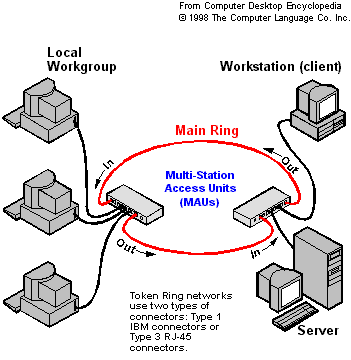 From Computer Desktop Encyclopedia
© 1998 The Computer Language Co. Inc.
Local
Workgroup
Workstation (client)
Main Ring
In
Out
Multi-Station
Access Units
(MAUs)
Out
In
Token Ring networks
use two types of
connectors: Type 1
IBM connectors or
Type 3 RJ-45
connectors.
Server